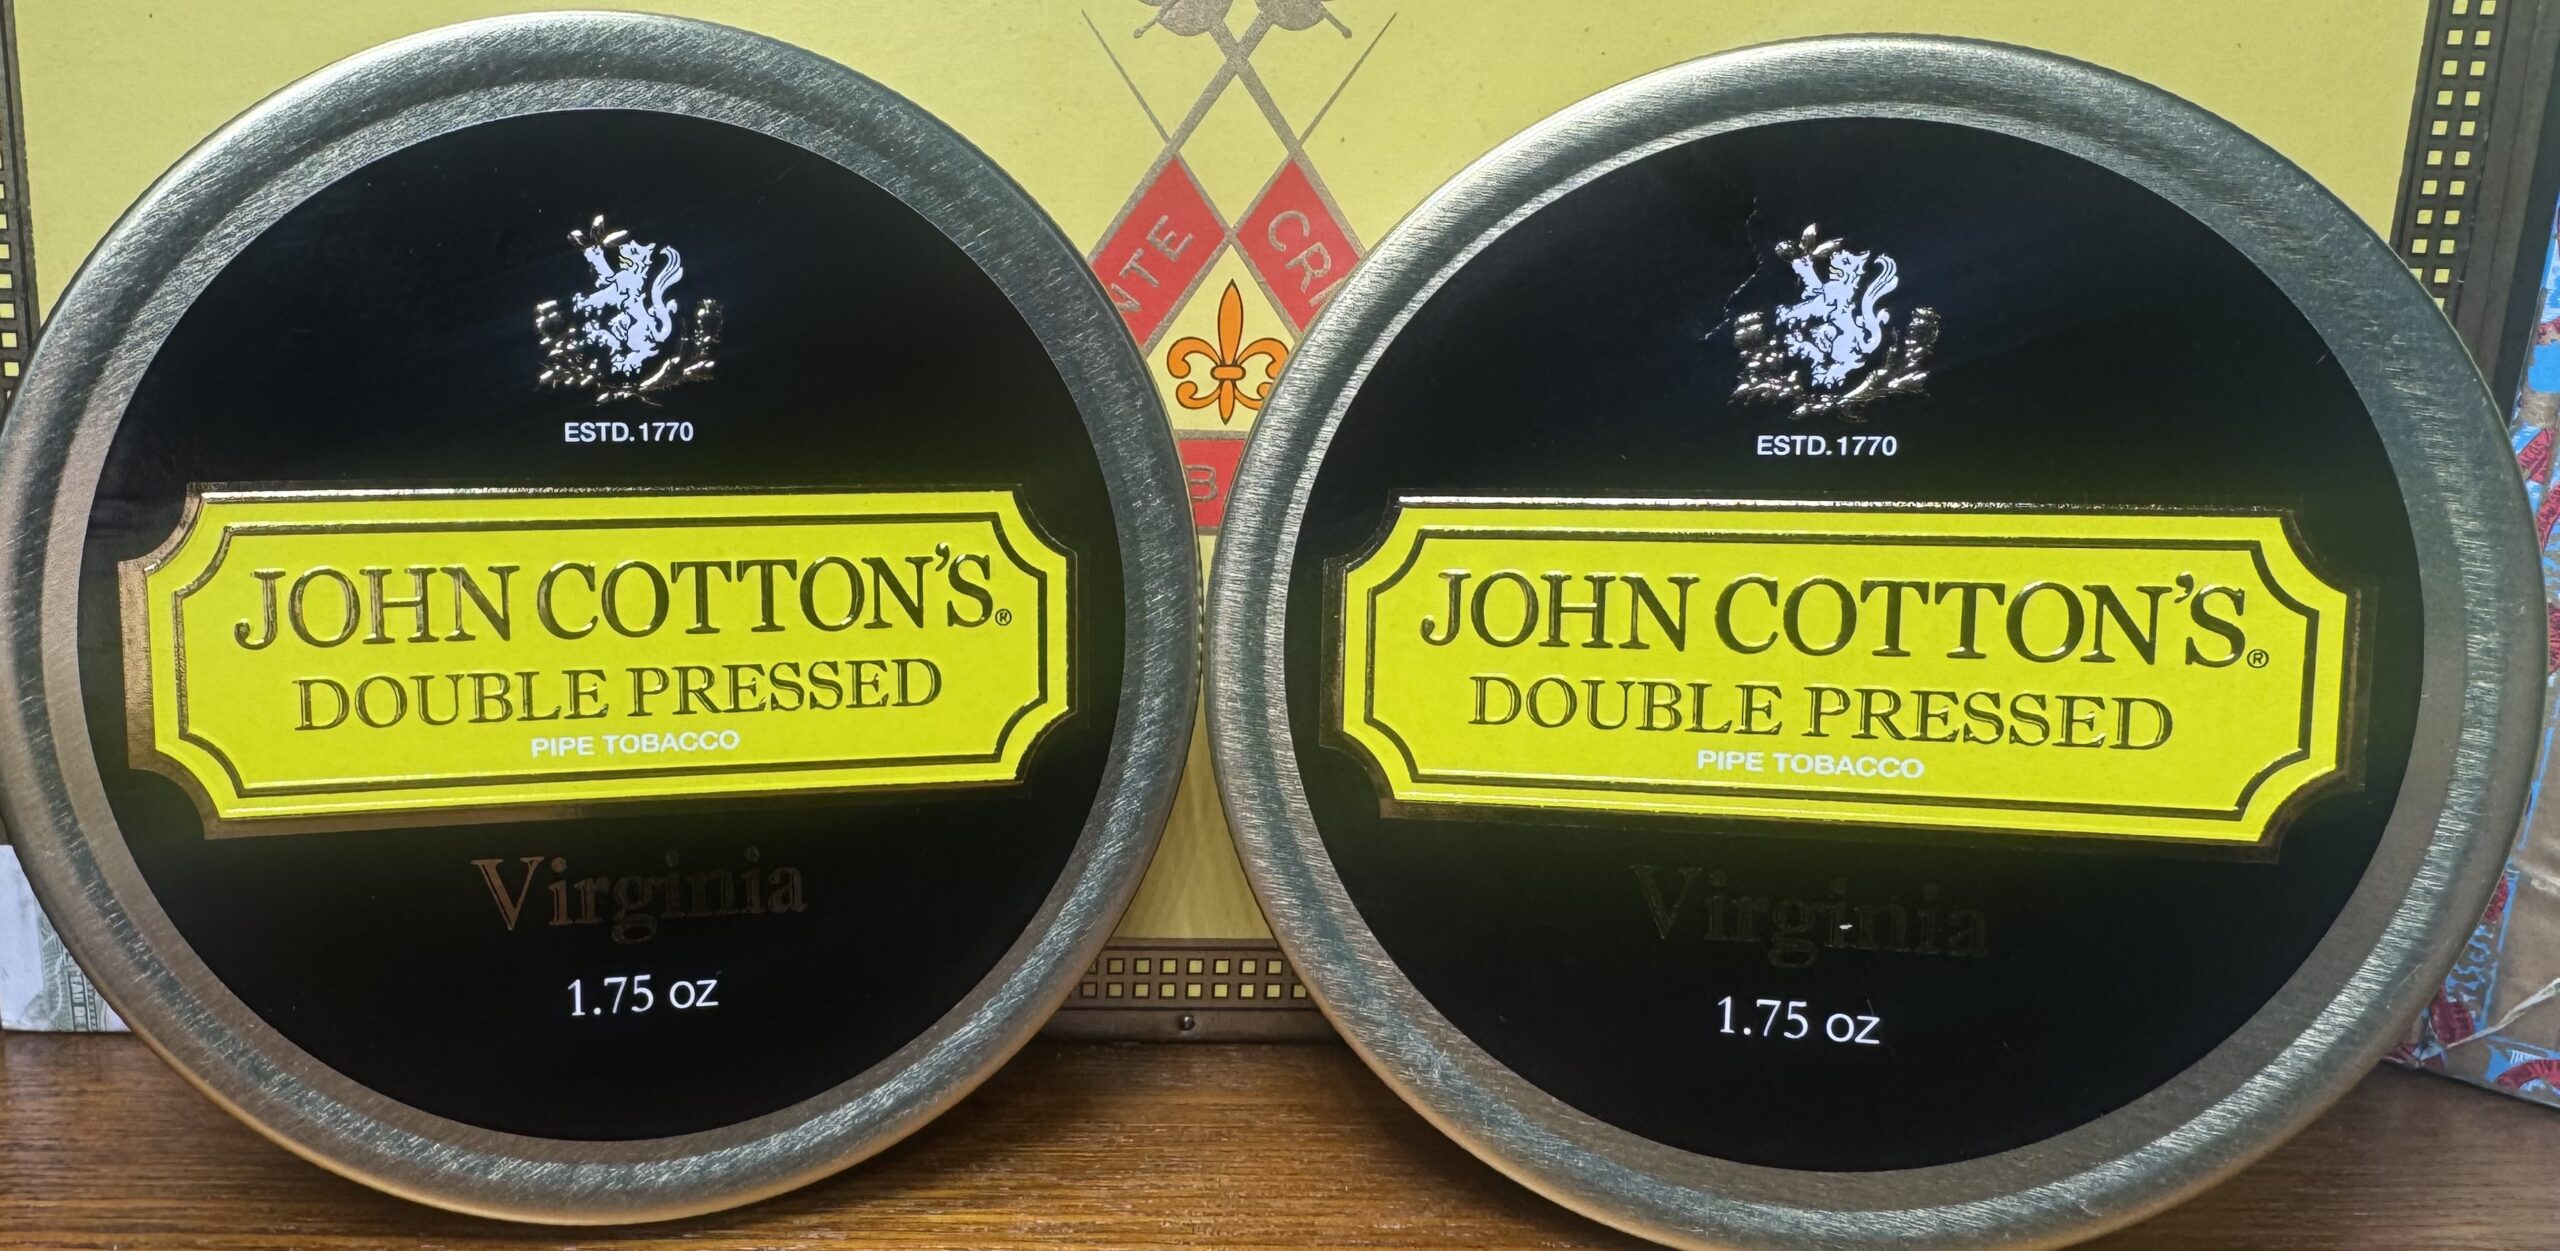 ESTD. 1770
JOHN COTTON'S®
DOUBLE PRESSED
PIPE TOBACCO
Virginia
1.75 oz
ESTD. 1770
JOHN COTTON'S®
DOUBLE PRESSED
PIPE TOBACCO
Virginia
1.75 oz